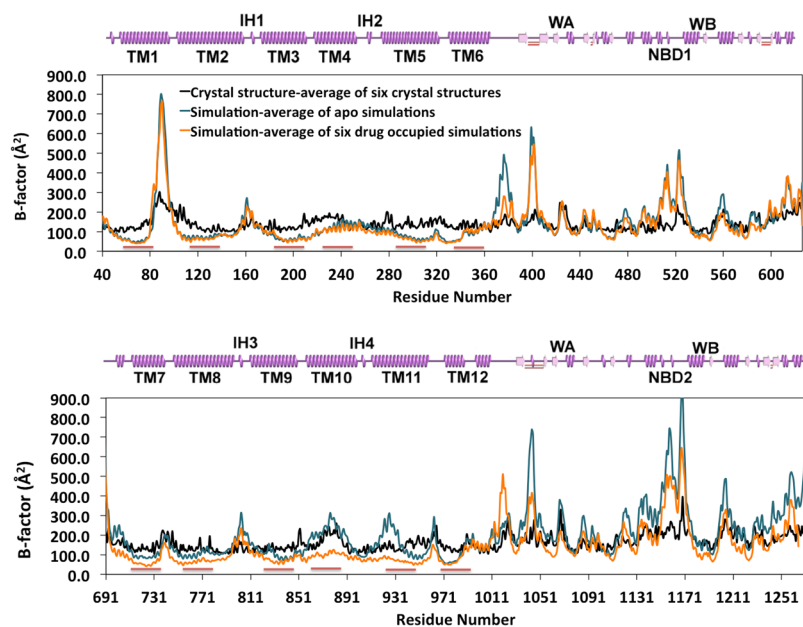 IH1 IH2 WA WB
TM1 TM2 TM3 TM4 TM5 TM6 NBD1
900.0
800.0
700.0
600.0
500.0
400.0
300.0
200.0
100.0
0.0
B-factor (Å²)
Crystal structure-average of six crystal structures
Simulation-average of apo simulations
Simulation-average of six drug occupied simulations
40 80 120 160 200 240 280 320 360 400 440 480 520 560 600
Residue Number
IH3 IH4 WA WB
TM7 TM8 TM9 TM10 TM11 TM12 NBD2
900.0
800.0
700.0
600.0
500.0
400.0
300.0
200.0
100.0
0.0
B-factor (Å²)
691 731 771 811 851 891 931 971 1011 1051 1091 1131 1171 1211 1251
Residue Number